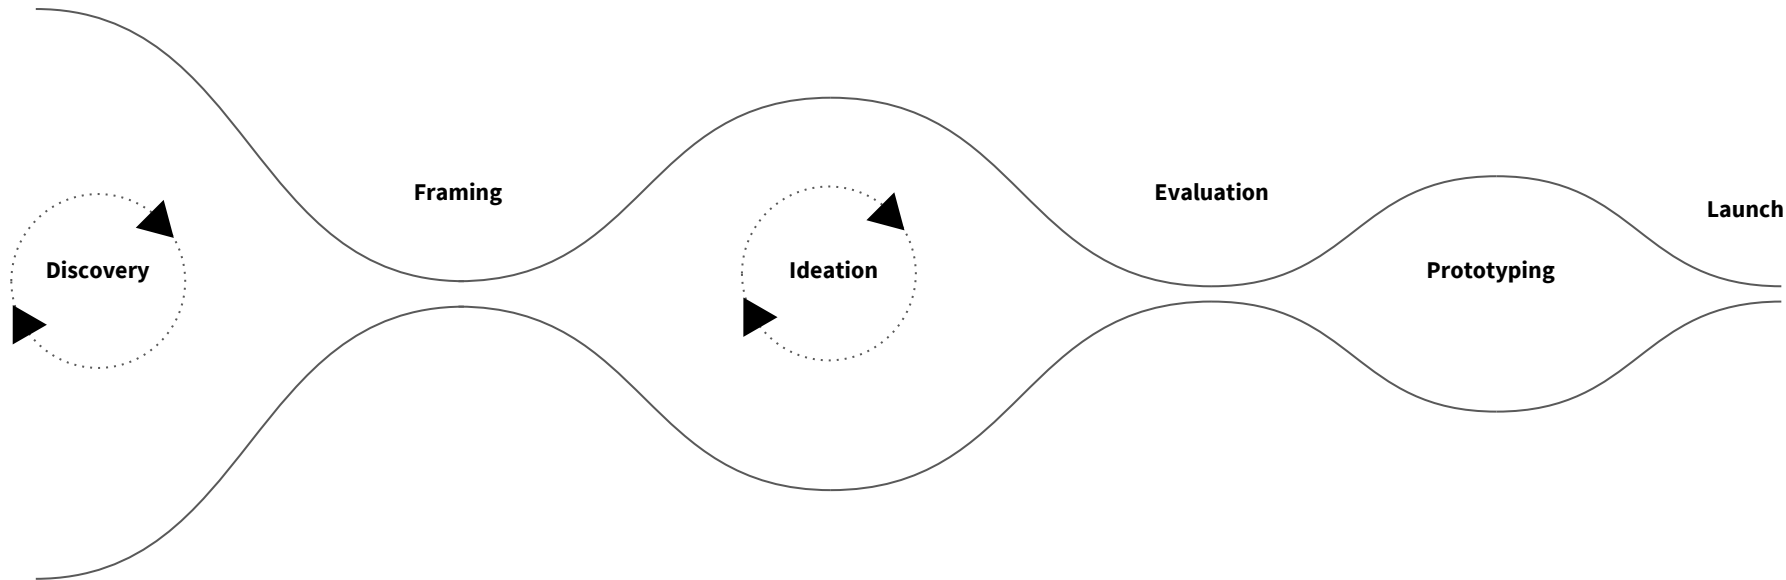 Discovery
Framing
Ideation
Evaluation
Prototyping
Launch